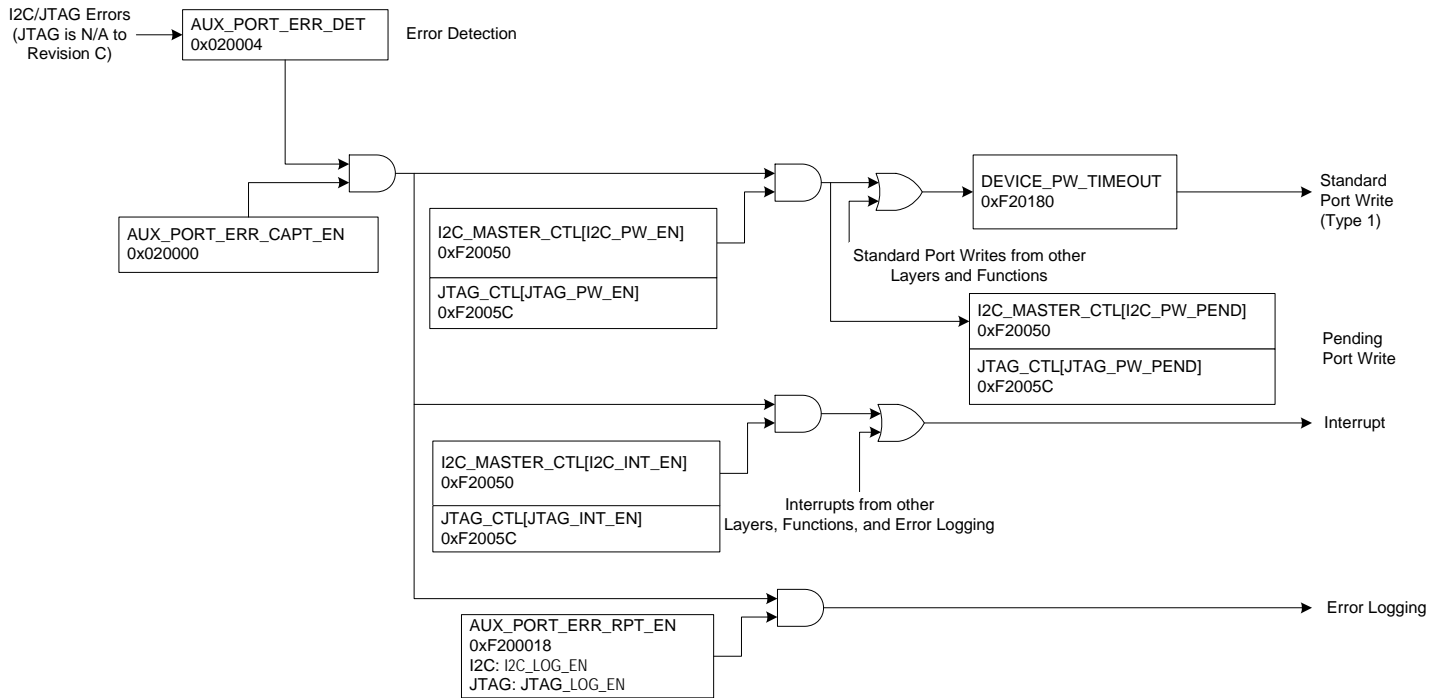 I2C/JTAG Errors
(JTAG is N/A to
Revision C)
AUX_PORT_ERR_DET
0x020004
Error Detection
AUX_PORT_ERR_CAPT_EN
0x020000
I2C_MASTER_CTL[I2C_PW_EN]
0xF20050
JTAG_CTL[JTAG_PW_EN]
0xF2005C
DEVICE_PW_TIMEOUT
0xF20180
Standard
Port Write
(Type 1)
Standard Port Writes from other
Layers and Functions
I2C_MASTER_CTL[I2C_PW_PEND]
0xF20050
JTAG_CTL[JTAG_PW_PEND]
0xF2005C
Pending
Port Write
I2C_MASTER_CTL[I2C_INT_EN]
0xF20050
JTAG_CTL[JTAG_INT_EN]
0xF2005C
Interrupt
Interrupts from other
Layers, Functions, and Error Logging
AUX_PORT_ERR_RPT_EN
0xF200018
I2C: I2C_LOG_EN
JTAG: JTAG_LOG_EN
Error Logging